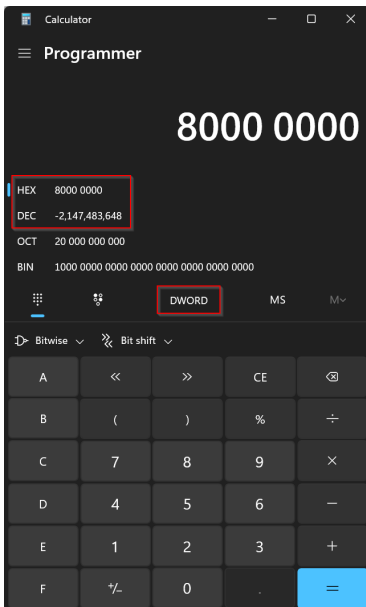 Calculator
Programmer
8000 0000
HEX 8000 0000
DEC -2,147,483,648
OCT 20 000 000 000
BIN 1000 0000 0000 0000 0000 0000 0000 0000
DWORD MS M
Bitwise Bit shift
A « » CE
B ( ) % ÷
C 7 8 9 ×
D 4 5 6 −
E 1 2 3 +
F +/− 0 . =